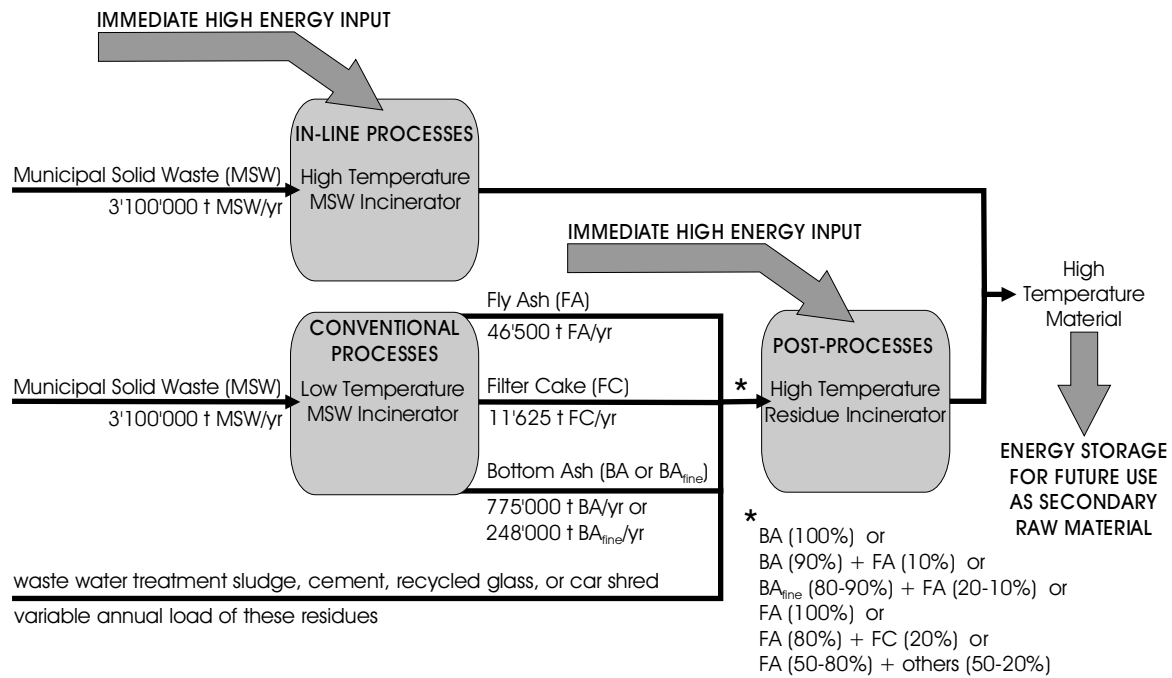 IMMEDIATE HIGH ENERGY INPUT
IN-LINE PROCESSES
Municipal Solid Waste (MSW)
3'100'000 t MSW/yr
High Temperature
MSW Incinerator
IMMEDIATE HIGH ENERGY INPUT
High
Temperature
Material
Fly Ash (FA)
46'500 t FA/yr
CONVENTIONAL
PROCESSES
POST-PROCESSES
Municipal Solid Waste (MSW)
3'100'000 t MSW/yr
Low Temperature
MSW Incinerator
Filter Cake (FC)
11'625 t FC/yr
*
High Temperature
Residue Incinerator
ENERGY STORAGE
FOR FUTURE USE
AS SECONDARY
RAW MATERIAL
Bottom Ash (BA or BAfine)
775'000 t BA/yr or
248'000 t BAfine/yr
*
BA (100%) or
BA (90%) + FA (10%) or
BAfine (80-90%) + FA (20-10%) or
FA (100%) or
FA (80%) + FC (20%) or
FA (50-80%) + others (50-20%)
waste water treatment sludge, cement, recycled glass, or car shred
variable annual load of these residues